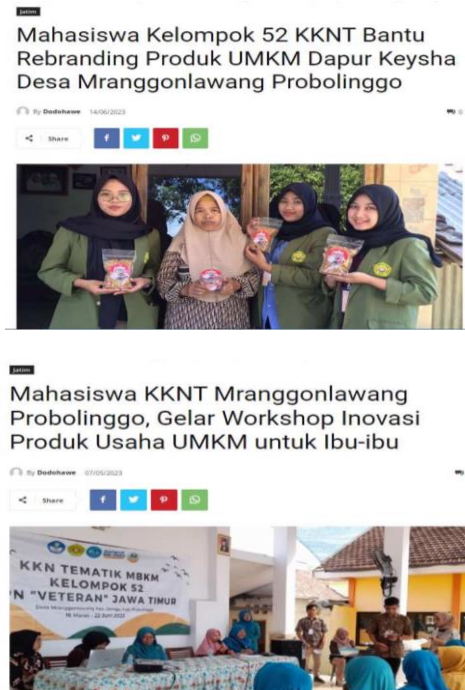 Jatim
Mahasiswa Kelompok 52 KKNT Bantu
Rebranding Produk UMKM Dapur Keysha
Desa Mranggonlawang Probolinggo
By Dodohawe 14/06/2023 0
Share
Jatim
Mahasiswa KKNT Mranggonlawang
Probolinggo, Gelar Workshop Inovasi
Produk Usaha UMKM untuk Ibu-ibu
By Dodohawe 07/05/2023
Share
KKN TEMATIK MBKM
KELOMPOK 52
"VETERAN" JAWA TIMUR